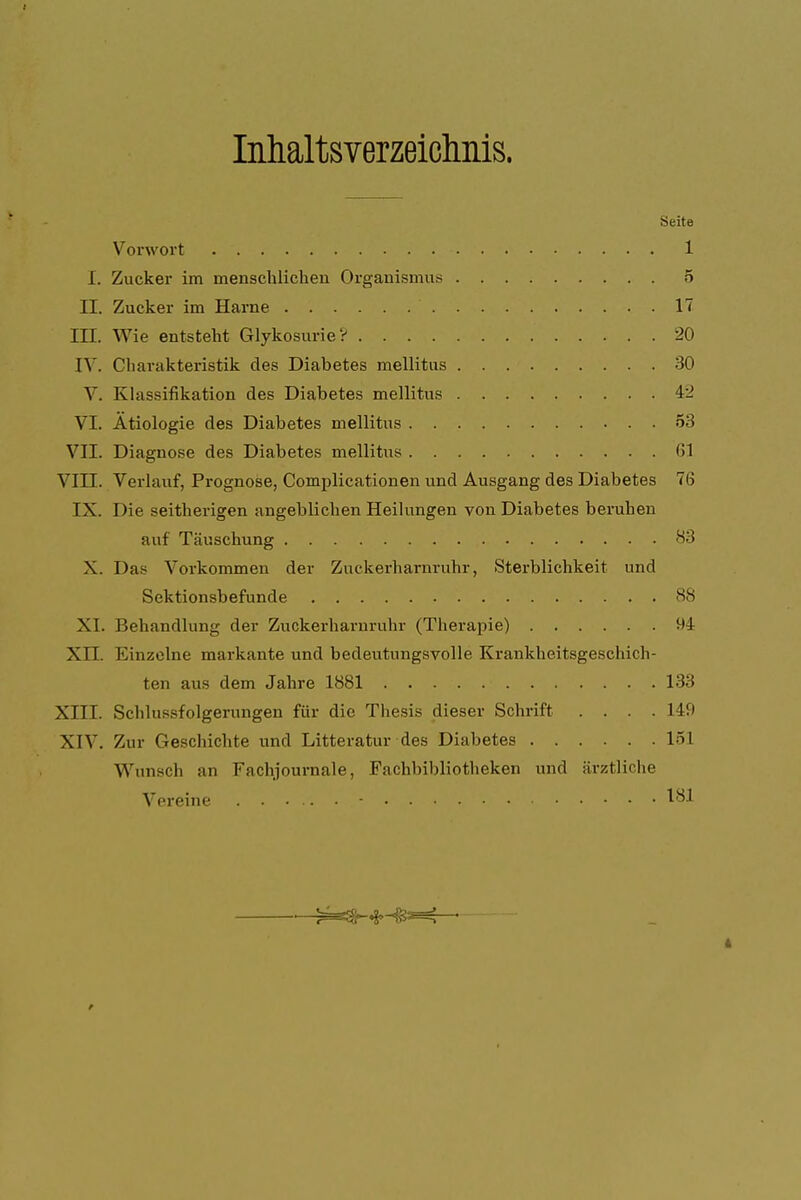 Inhaltsverzeichnis.
Seite
Vorwort . . . . . . . . . . . . . . . . . . . 1
I. Zucker im menschlichen Organismus . . . . . . . . . 5
II. Zucker im Harne . . . . . . . . . . . . . . . . 17
III. Wie entsteht Glykosurie? . . . . . . . . . . . . . 20
IV. Charakteristik des Diabetes mellitus . . . . . . . . . 30
V. Klassifikation des Diabetes mellitus . . . . . . . . . 42
VI. Ätiologie des Diabetes mellitus . . . . . . . . . . . 53
VII. Diagnose des Diabetes mellitus . . . . . . . . . . . 61
VIII. Verlauf, Prognose, Complicationen und Ausgang des Diabetes 76
IX. Die seitherigen angeblichen Heilungen von Diabetes beruhen
auf Täuschung . . . . . . . . . . . . . . . . 83
X. Das Vorkommen der Zuckerharnruhr, Sterblichkeit und
Sektionsbefunde . . . . . . . . . . . . . . . 88
XI. Behandlung der Zuckerharnruhr (Therapie) . . . . . . 94
XII. Einzelne markante und bedeutungsvolle Krankheitsgeschich-
ten aus dem Jahre 1881 . . . . . . . . . . . . 133
XIII. Schlussfolgerungen für die Thesis dieser Schrift . . . . 149
XIV. Zur Geschichte und Litteratur des Diabetes . . . . . . 151
Wunsch an Fachjournale, Fachbibliotheken und ärztliche
Vereine . . . . . . . . . . . . . . . . . . 181